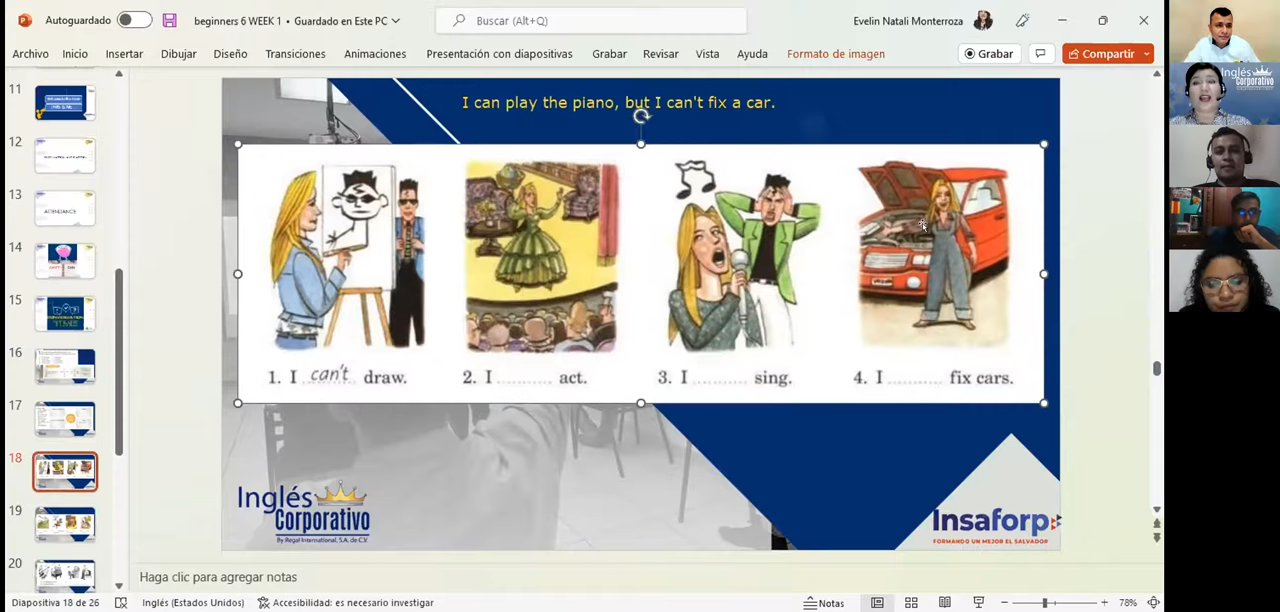 Autoguardado
beginners 6 WEEK 1 • Guardado en Este PC
Buscar (Alt+Q)
Evelin Natali Monterroza
Archivo Inicio Insertar Dibujar Diseño Transiciones Animaciones Presentación con diapositivas Grabar Revisar Vista Ayuda Formato de imagen
Grabar
Compartir
11
12
13
ATTENDANCE
14
15
16
17
18
19
20
I can play the piano, but I can't fix a car.
1. I can't draw.
2. I .......... act.
3. I .......... sing.
4. I .......... fix cars.
Inglés
Corporativo
By Regal International, S.A. de C.V.
Insaforp
FORMANDO UN MEJOR EL SALVADOR
Inglés
Corporativo
Haga clic para agregar notas
Diapositiva 18 de 26
Inglés (Estados Unidos)
Accesibilidad: es necesario investigar
Notas
78%